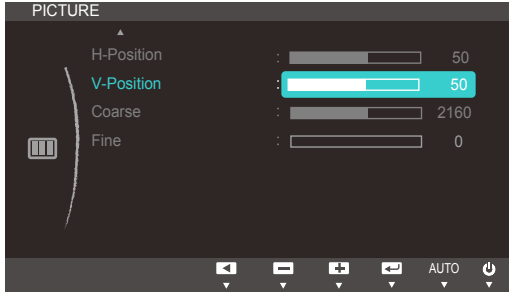 PICTURE
H-Position : 50
V-Position : 50
Coarse : 2160
Fine : 0
AUTO